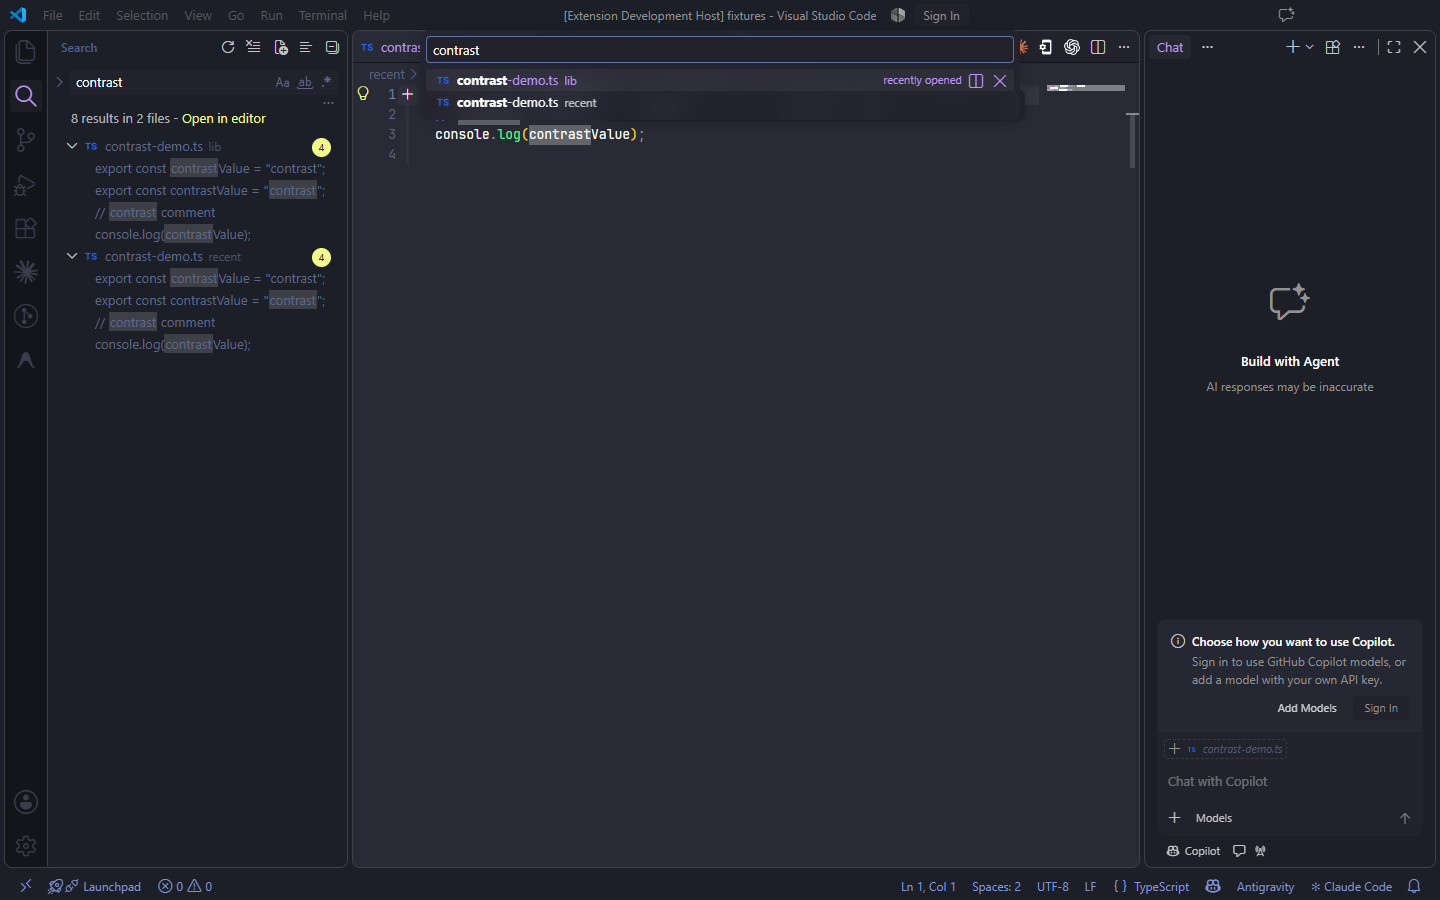 File Edit Selection View Go Run Terminal Help
[Extension Development Host] fixtures - Visual Studio Code
Sign In
Search
contrast
Aa ab .*
8 results in 2 files - Open in editor
TS contrast-demo.ts lib 4
export const contrastValue = "contrast";
export const contrastValue = "contrast";
// contrast comment
console.log(contrastValue);
TS contrast-demo.ts recent 4
export const contrastValue = "contrast";
export const contrastValue = "contrast";
// contrast comment
console.log(contrastValue);
TS
contrast
recent
TS contrast-demo.ts lib recently opened
TS contrast-demo.ts recent
1
2
3 console.log(contrastValue);
4
Chat
Build with Agent
AI responses may be inaccurate
Choose how you want to use Copilot.
Sign in to use GitHub Copilot models, or
add a model with your own API key.
Add Models Sign In
TS contrast-demo.ts
Chat with Copilot
Models
Copilot
Launchpad 0 0
Ln 1, Col 1 Spaces: 2 UTF-8 LF { } TypeScript Antigravity Claude Code